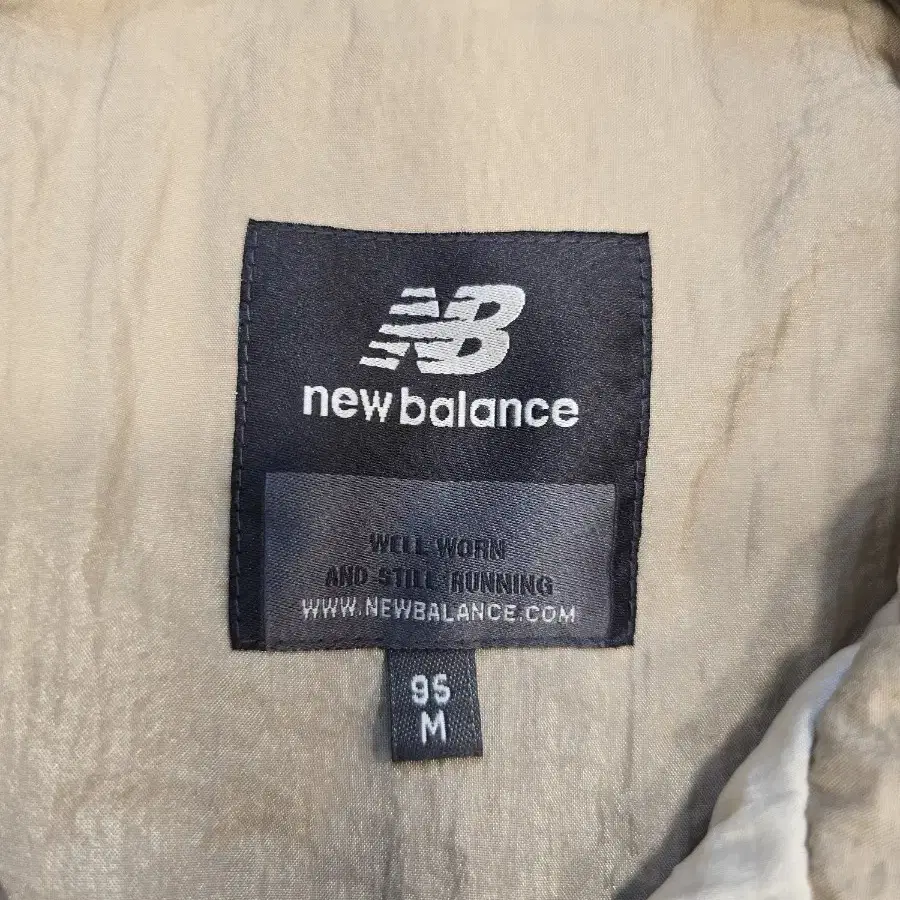 NB
new balance
WELL WORN
AND STILL RUNNING
WWW.NEWBALANCE.COM
95
M